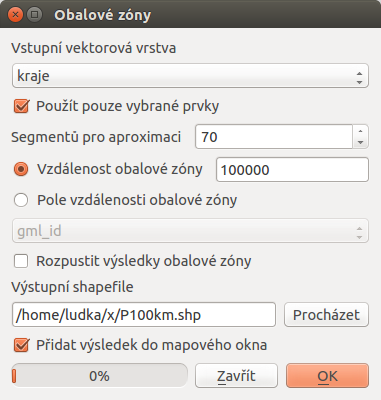 Obalové zóny
Vstupní vektorová vrstva
kraje
Použít pouze vybrané prvky
Segmentů pro aproximaci 70
Vzdálenost obalové zóny 100000
Pole vzdálenosti obalové zóny
gml_id
Rozpustit výsledky obalové zóny
Výstupní shapefile
/home/ludka/x/P100km.shp Procházet
Přidat výsledek do mapového okna
0% Zavřít OK